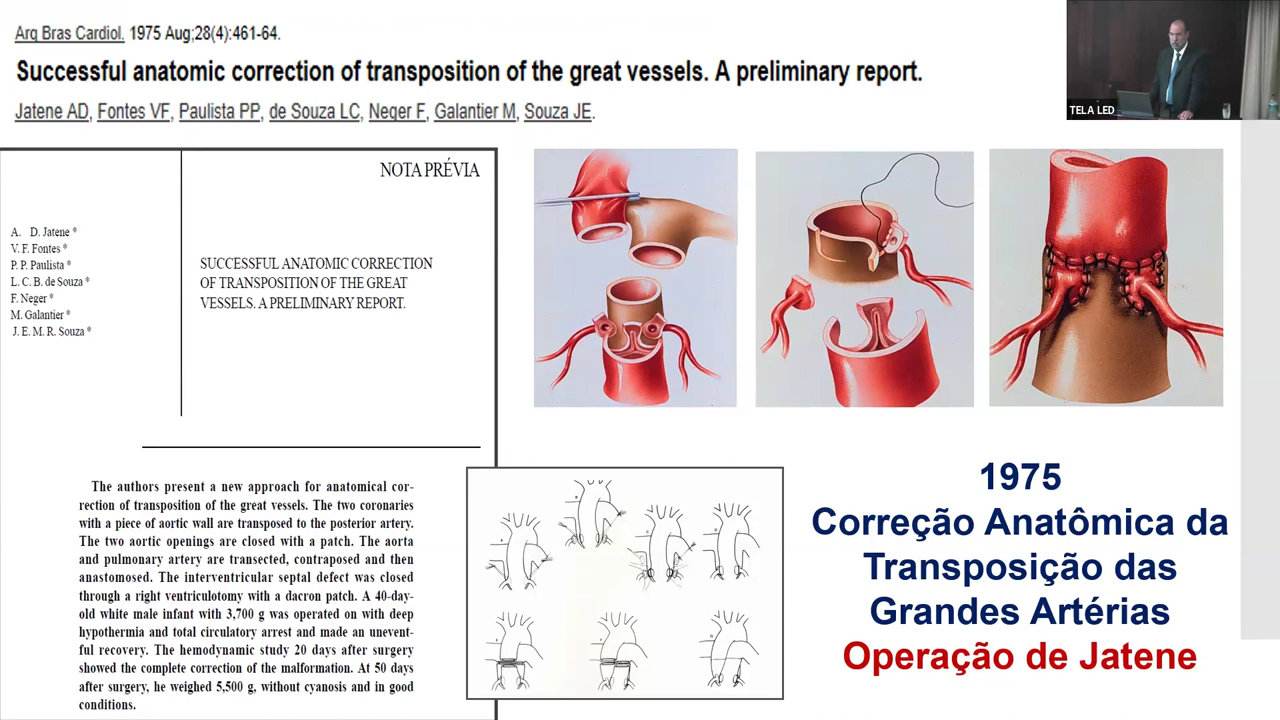 Arq Bras Cardiol. 1975 Aug;28(4):461-64.
Successful anatomic correction of transposition of the great vessels. A preliminary report.
Jatene AD, Fontes VF, Paulista PP, de Souza LC, Neger F, Galantier M, Souza JE.
TELA LED
NOTA PRÉVIA
A. D. Jatene *
V. F. Fontes *
P. P. Paulista *
L. C. B. de Souza *
F. Neger *
M. Galantier *
J. E. M. R. Souza *
SUCCESSFUL ANATOMIC CORRECTION
OF TRANSPOSITION OF THE GREAT
VESSELS. A PRELIMINARY REPORT.
The authors present a new approach for anatomical cor-
rection of transposition of the great vessels. The two coronaries
with a piece of aortic wall are transposed to the posterior artery.
The two aortic openings are closed with a patch. The aorta
and pulmonary artery are transected, contraposed and then
anastomosed. The interventricular septal defect was closed
through a right ventriculotomy with a dacron patch. A 40-day-
old white male infant with 3,700 g was operated on with deep
hypothermia and total circulatory arrest and made an unevent-
ful recovery. The hemodynamic study 20 days after surgery
showed the complete correction of the malformation. At 50 days
after surgery, he weighed 5,500 g, without cyanosis and in good
conditions.
1975
Correção Anatômica da
Transposição das
Grandes Artérias
Operação de Jatene